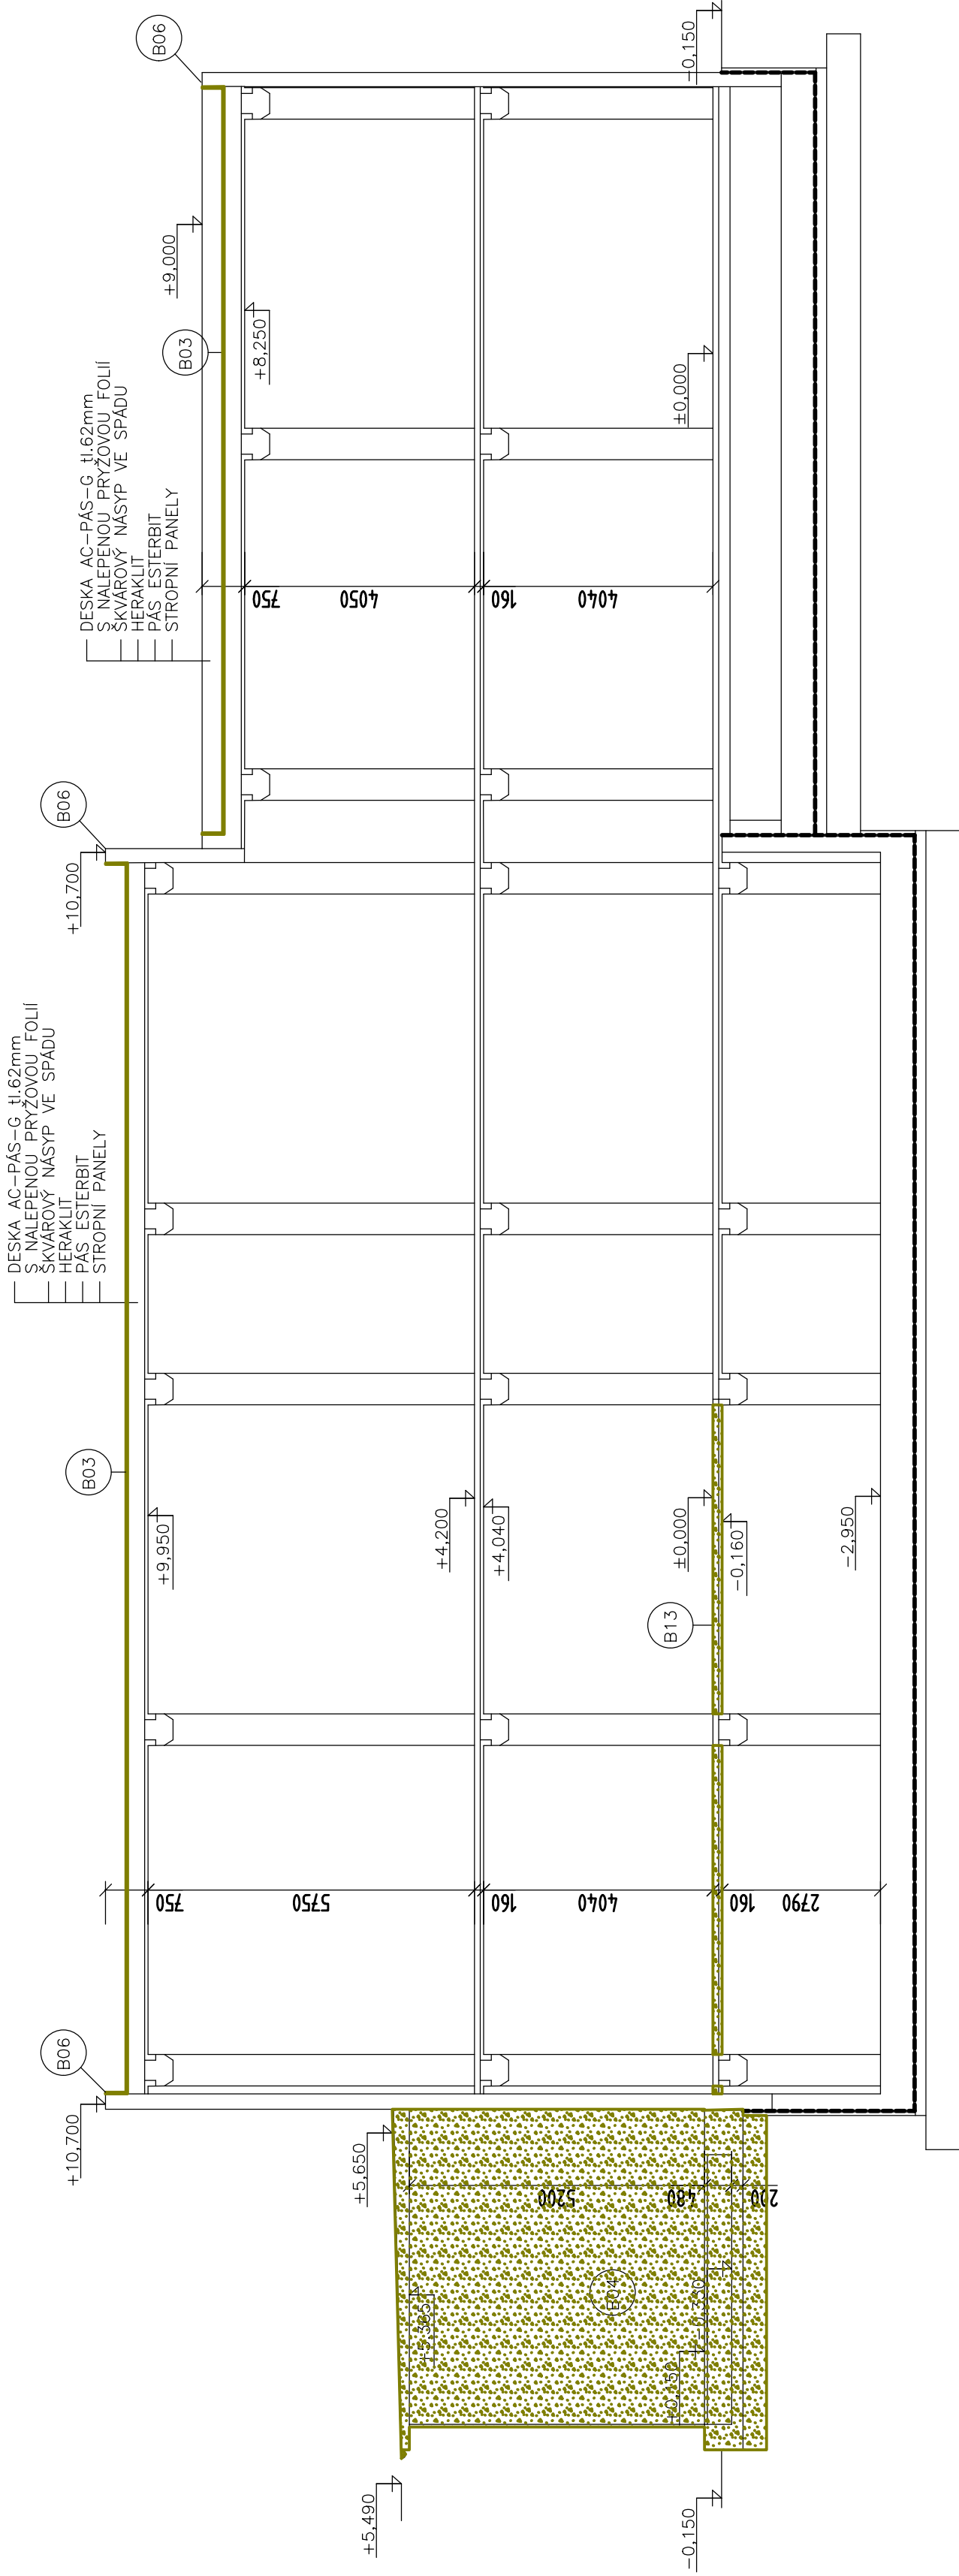 DESKA AC-PÁS-G tl.62mm
S NALEPENOU PRYŽOVOU FOLIÍ
ŠKVÁROVÝ NÁSYP VE SPÁDU
HERAKLIT
PÁS ESTERBIT
STROPNÍ PANELY
DESKA AC-PÁS-G tl.62mm
S NALEPENOU PRYŽOVOU FOLIÍ
ŠKVÁROVÝ NÁSYP VE SPÁDU
HERAKLIT
PÁS ESTERBIT
STROPNÍ PANELY
B06
B03
B06
B03
B06
+10,700
+10,700
+9,000
+9,950
+8,250
750
5750
160
4040
160
2790
750
4050
160
4040
+5,650
+5,490
+5,365
+4,200
+4,040
±0,000
±0,000
-0,160
-2,950
B13
B04
5200
480
200
+0,150
-0,330
-0,150
-0,150